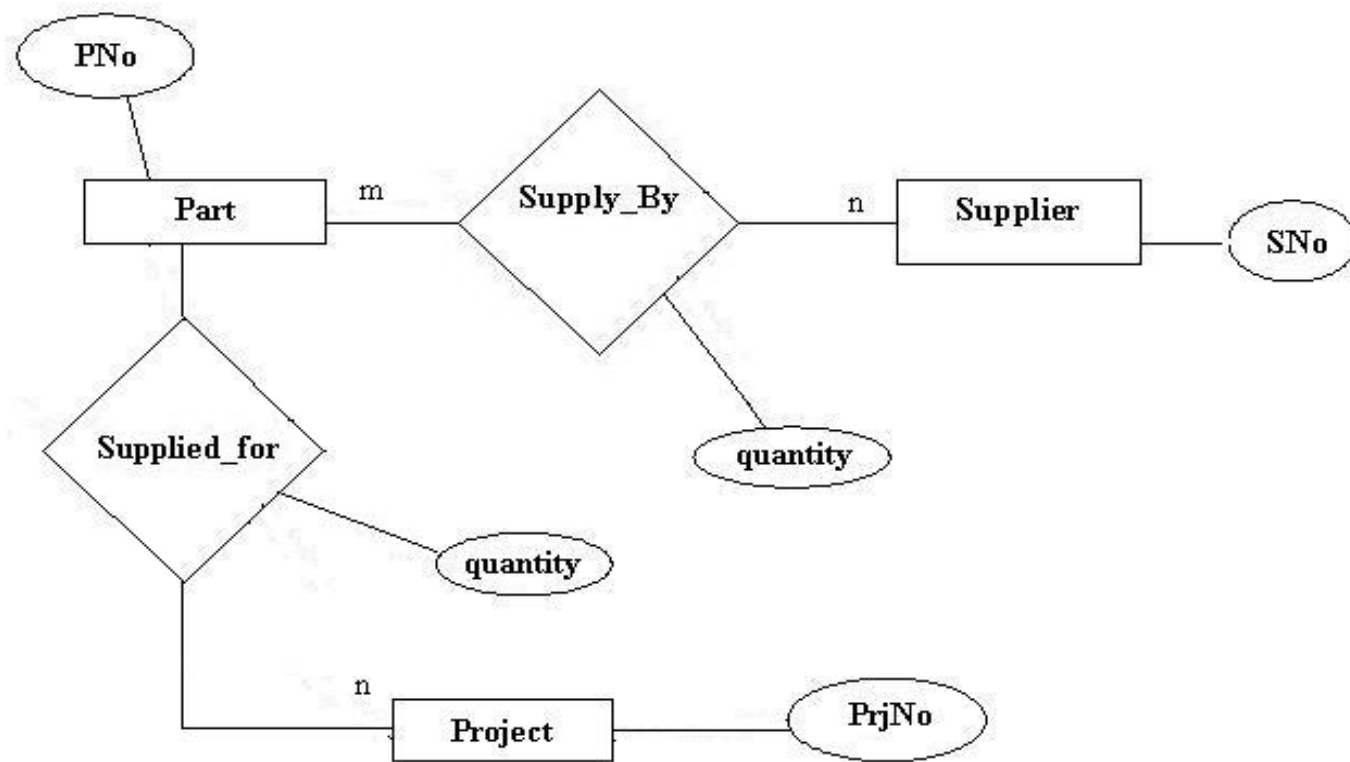 PNo
Part
m
Supply_By
n
Supplier
SNo
Supplied_for
quantity
quantity
n
Project
PrjNo